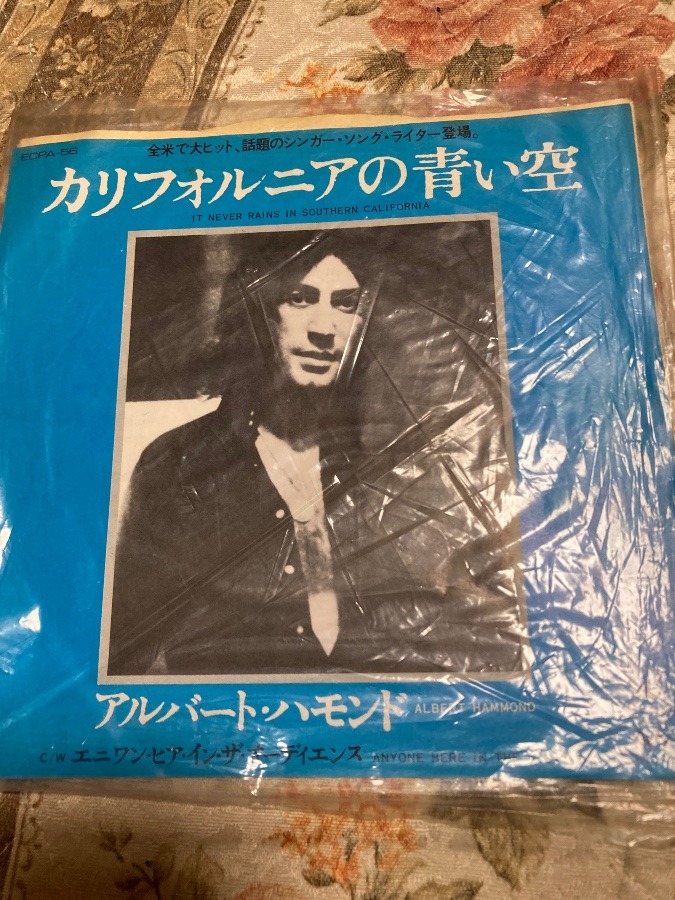 ECPA-56
全米で大ヒット、話題のシンガー・ソング・ライター登場。
カリフォルニアの青い空
IT NEVER RAINS IN SOUTHERN CALIFORNIA
アルバート・ハモンド ALBERT HAMMOND
C/W エニワン・ヒア・イン・ザ・オーディエンス ANYONE HERE IN THE